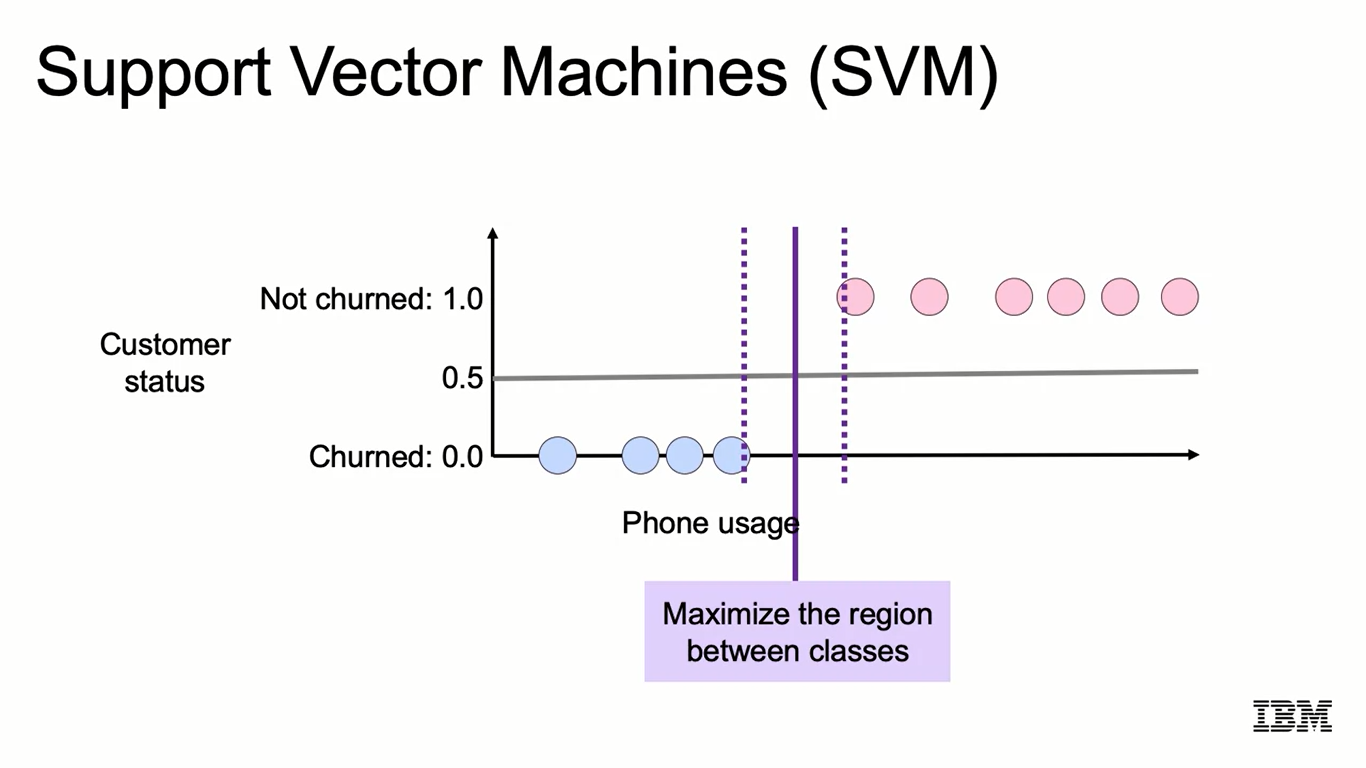 Support Vector Machines (SVM)
Not churned: 1.0
Customer
status
0.5
Churned: 0.0
Phone usage
Maximize the region
between classes
IBM